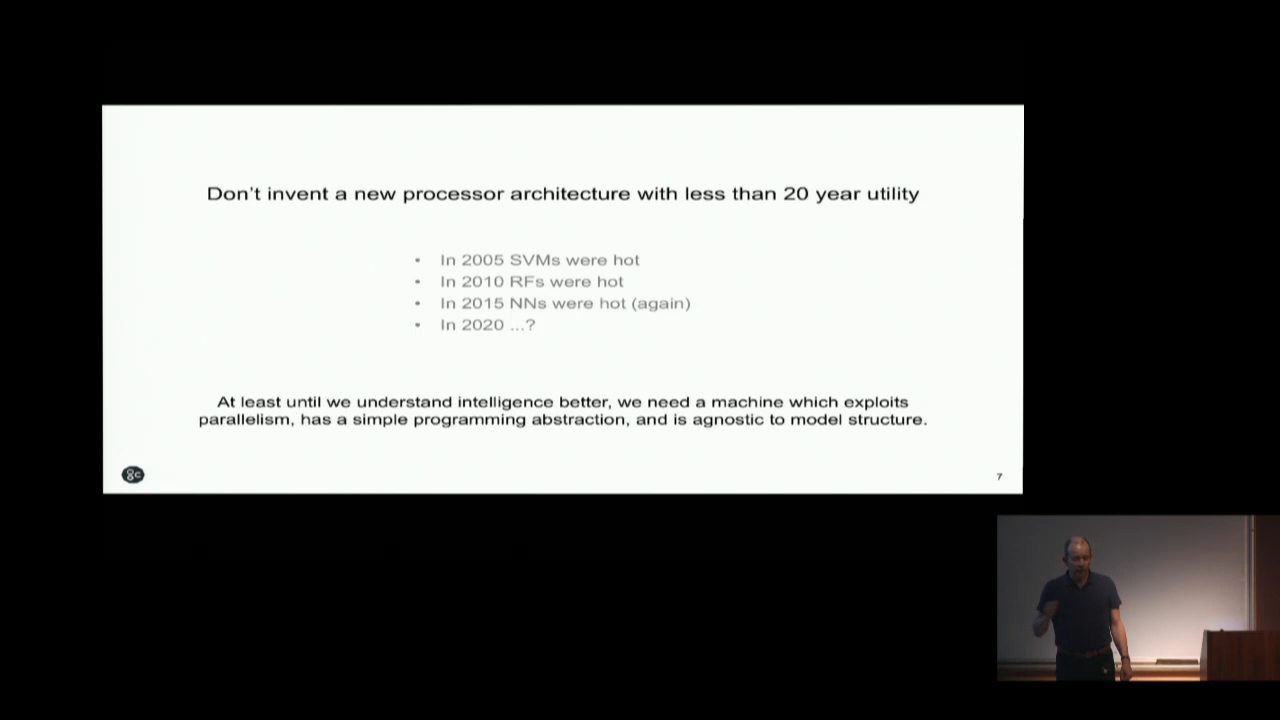 Don't invent a new processor architecture with less than 20 year utility
• In 2005 SVMs were hot
• In 2010 RFs were hot
• In 2015 NNs were hot (again)
• In 2020 ...?
At least until we understand intelligence better, we need a machine which exploits
parallelism, has a simple programming abstraction, and is agnostic to model structure.
7